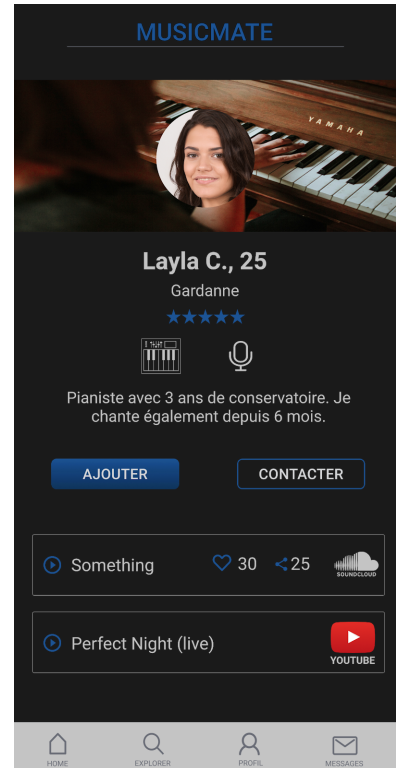 MUSICMATE
YAMAHA
Layla C., 25
Gardanne
Pianiste avec 3 ans de conservatoire. Je
chante également depuis 6 mois.
AJOUTER
CONTACTER
Something
30
25
SOUNDCLOUD
Perfect Night (live)
YOUTUBE
HOME
EXPLORER
PROFIL
MESSAGES